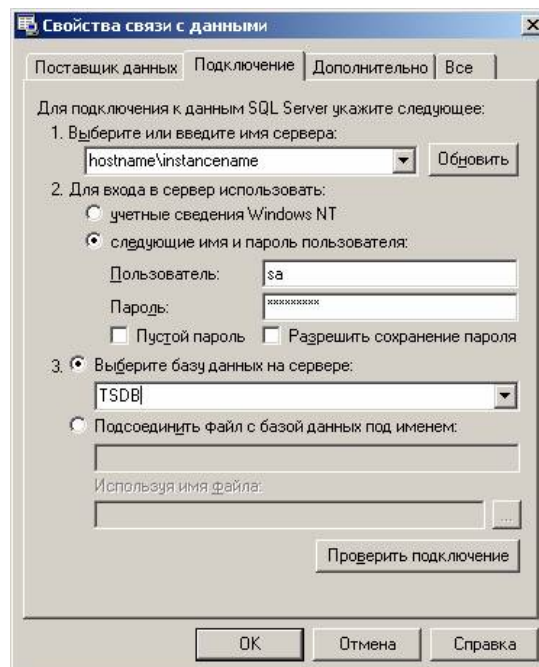 Свойства связи с данными
Поставщик данных Подключение Дополнительно Все
Для подключения к данным SQL Server укажите следующее:
1. Выберите или введите имя сервера:
hostname\instancename Обновить
2. Для входа в сервер использовать:
учетные сведения Windows NT
следующие имя и пароль пользователя:
Пользователь: sa
Пароль: ×××××××××
Пустой пароль Разрешить сохранение пароля
3. Выберите базу данных на сервере:
TSDB
Подсоединить файл с базой данных под именем:
Используя имя файла:
...
Проверить подключение
OK Отмена Справка